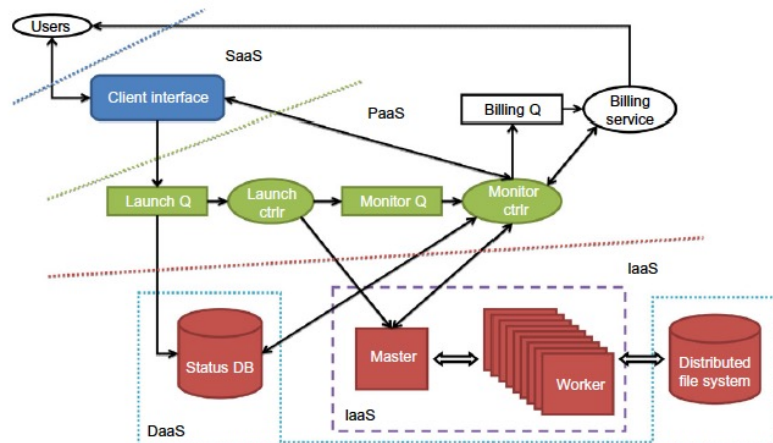 Users
SaaS
Client interface
PaaS
Billing Q
Billing
service
Launch Q
Launch
ctrlr
Monitor Q
Monitor
ctrlr
IaaS
Status DB
Master
Worker
Distributed
file system
IaaS
DaaS